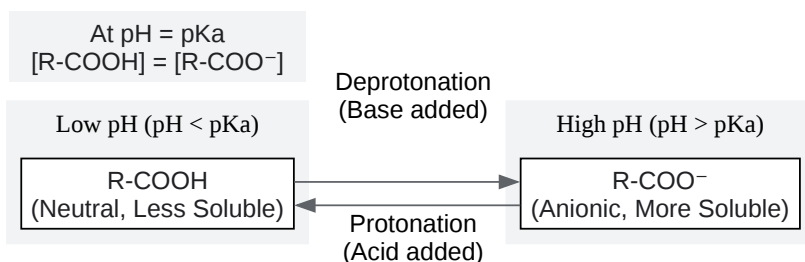 At pH = pKa
[R-COOH] = [R-COO⁻]
Deprotonation
(Base added)
Low pH (pH < pKa)
High pH (pH > pKa)
R-COOH
(Neutral, Less Soluble)
R-COO⁻
(Anionic, More Soluble)
Protonation
(Acid added)